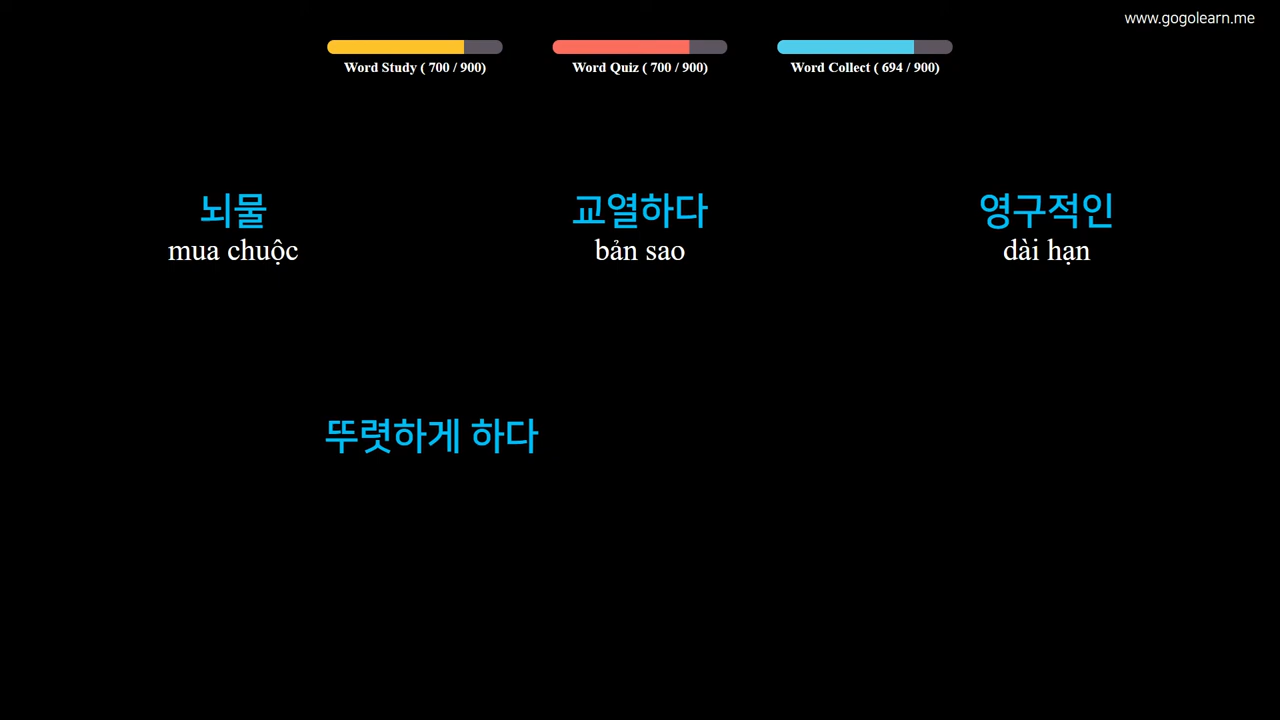 www.gogolearn.me
Word Study ( 700 / 900)
Word Quiz ( 700 / 900)
Word Collect ( 694 / 900)
뇌물
mua chuộc
교열하다
bản sao
영구적인
dài hạn
뚜렷하게 하다